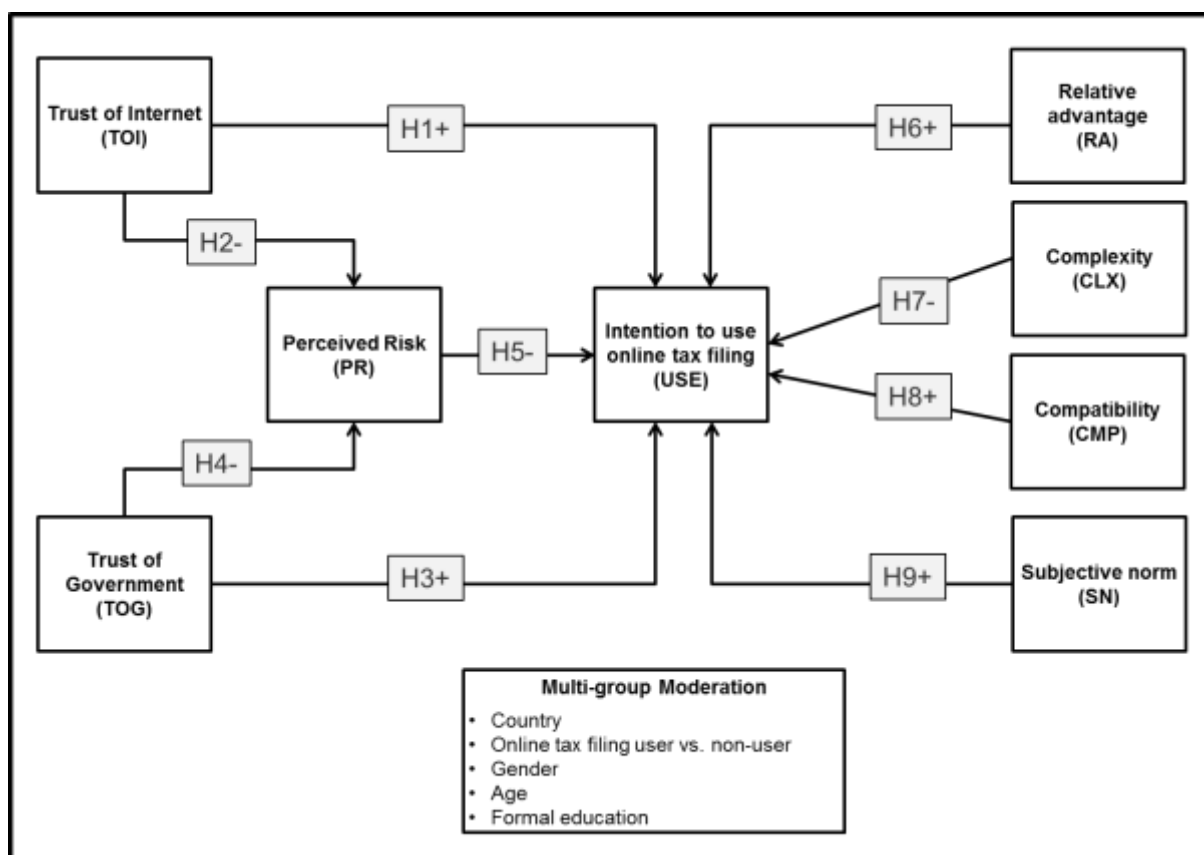 Trust of Internet
(TOI)
H1+
H6+
Relative
advantage
(RA)
H2-
Complexity
(CLX)
H7-
Perceived Risk
(PR)
H5-
Intention to use
online tax filing
(USE)
H8+
Compatibility
(CMP)
H4-
Trust of
Government
(TOG)
H3+
H9+
Subjective norm
(SN)
Multi-group Moderation
• Country
• Online tax filing user vs. non-user
• Gender
• Age
• Formal education